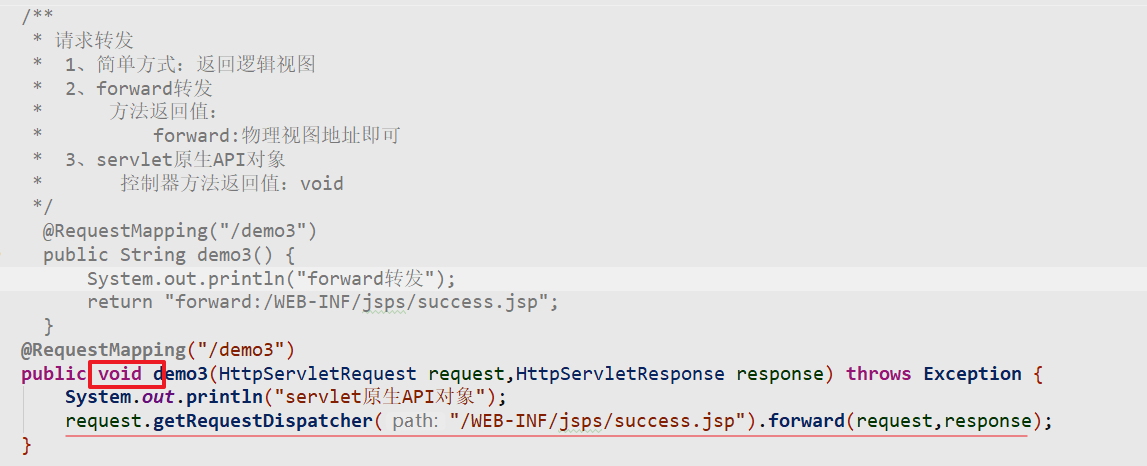 /**
 * 请求转发
 *  1、简单方式：返回逻辑视图
 *  2、forward转发
 *      方法返回值：
 *          forward:物理视图地址即可
 *  3、servlet原生API对象
 *       控制器方法返回值：void
 */
  @RequestMapping("/demo3")
  public String demo3() {
      System.out.println("forward转发");
      return "forward:/WEB-INF/jsps/success.jsp";
  }
@RequestMapping("/demo3")
public void demo3(HttpServletRequest request,HttpServletResponse response) throws Exception {
    System.out.println("servlet原生API对象");
    request.getRequestDispatcher( path: "/WEB-INF/jsps/success.jsp").forward(request,response);
}